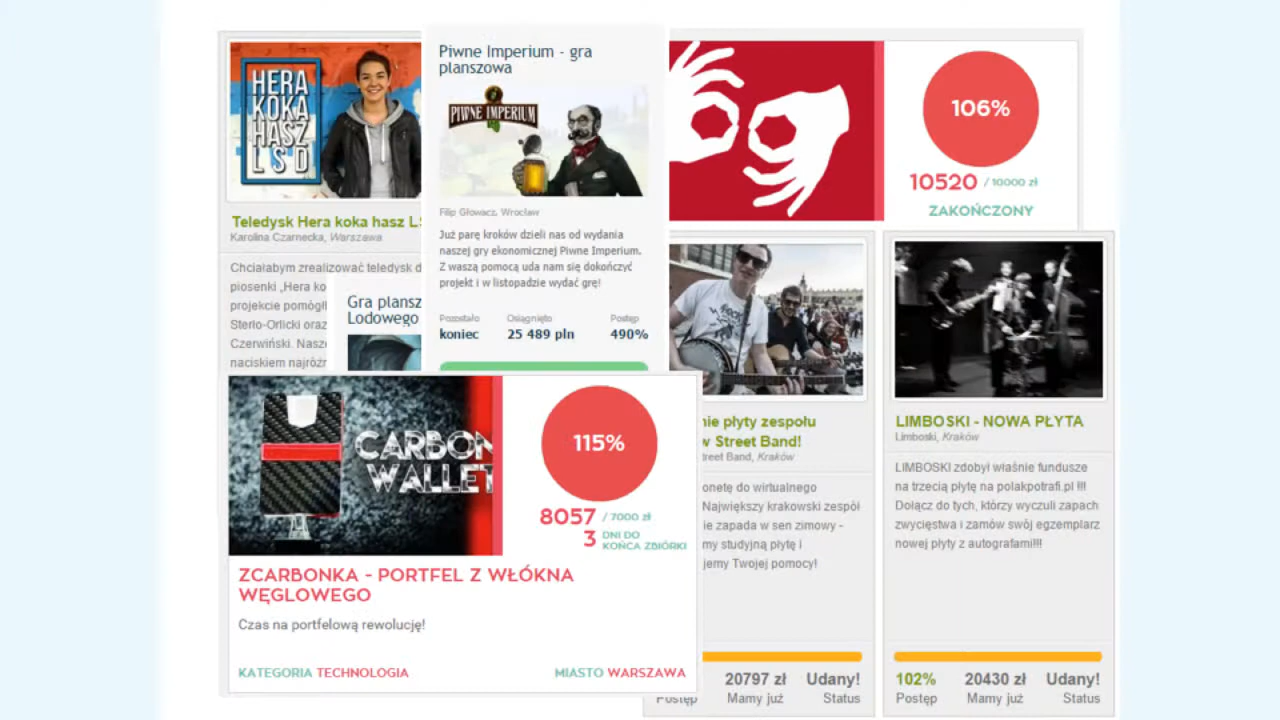 HERA
KOKA
HASZ
LSD
Teledysk Hera koka hasz L
Karolina Czarnecka, Warszawa
Chciałabym zrealizować teledysk d
piosenki „Hera ko
projekcie pomógł
Sterło-Orlicki oraz
Czerwiński. Nasz
naciskiem najróżr
Gra plansz
Lodowego
Piwne Imperium - gra
planszowa
PIWNE IMPERIUM
Filip Głowacz, Wrocław
Już parę kroków dzieli nas od wydania
naszej gry ekonomicznej Piwne Imperium.
Z waszą pomocą uda nam się dokończyć
projekt i w listopadzie wydać grę!
Pozostało Osiągnięto Postęp
koniec 25 489 pln 490%
106%
10520 / 10000 zł
ZAKOŃCZONY
CARBON
WALLET
115%
8057 / 7000 zł
3 DNI DO
KOŃCA ZBIÓRKI
ZCARBONKA - PORTFEL Z WŁÓKNA
WĘGLOWEGO
Czas na portfelową rewolucję!
KATEGORIA TECHNOLOGIA MIASTO WARSZAWA
nie płyty zespołu
w Street Band!
treet Band, Kraków
onetę do wirtualnego
Największy krakowski zespół
ie zapada w sen zimowy -
my studyjną płytę i
jemy Twojej pomocy!
20797 zł Udany!
Postęp Mamy już Status
LIMBOSKI - NOWA PŁYTA
Limboski, Kraków
LIMBOSKI zdobył właśnie fundusze
na trzecią płytę na polakpotrafi.pl !!!
Dołącz do tych, którzy wyczuli zapach
zwycięstwa i zamów swój egzemplarz
nowej płyty z autografami!!!
102% 20430 zł Udany!
Postęp Mamy już Status